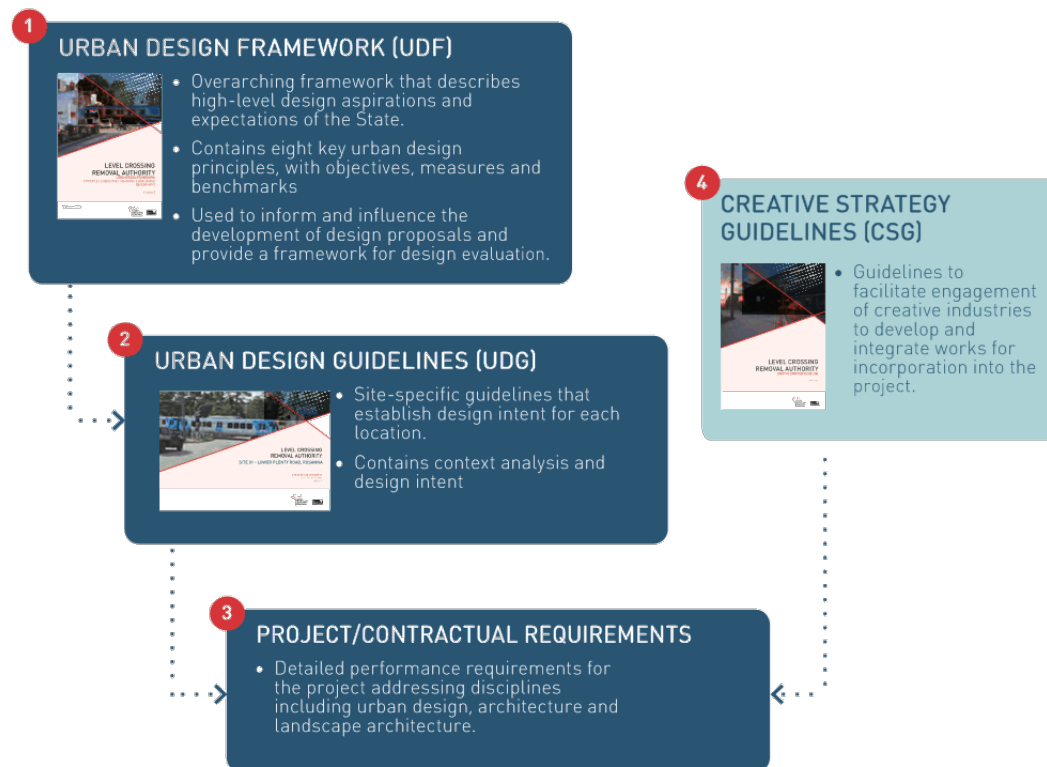 1
URBAN DESIGN FRAMEWORK (UDF)
LEVEL CROSSING
REMOVAL AUTHORITY
• Overarching framework that describes
high-level design aspirations and
expectations of the State.
• Contains eight key urban design
principles, with objectives, measures and
benchmarks
• Used to inform and influence the
development of design proposals and
provide a framework for design evaluation.
2
URBAN DESIGN GUIDELINES (UDG)
LEVEL CROSSING
REMOVAL AUTHORITY
SITE 31 – LOWER PLENTY ROAD, ROSANNA
• Site-specific guidelines that
establish design intent for each
location.
• Contains context analysis and
design intent
3
PROJECT/CONTRACTUAL REQUIREMENTS
• Detailed performance requirements for
the project addressing disciplines
including urban design, architecture and
landscape architecture.
4
CREATIVE STRATEGY
GUIDELINES (CSG)
LEVEL CROSSING
REMOVAL AUTHORITY
• Guidelines to
facilitate engagement
of creative industries
to develop and
integrate works for
incorporation into the
project.